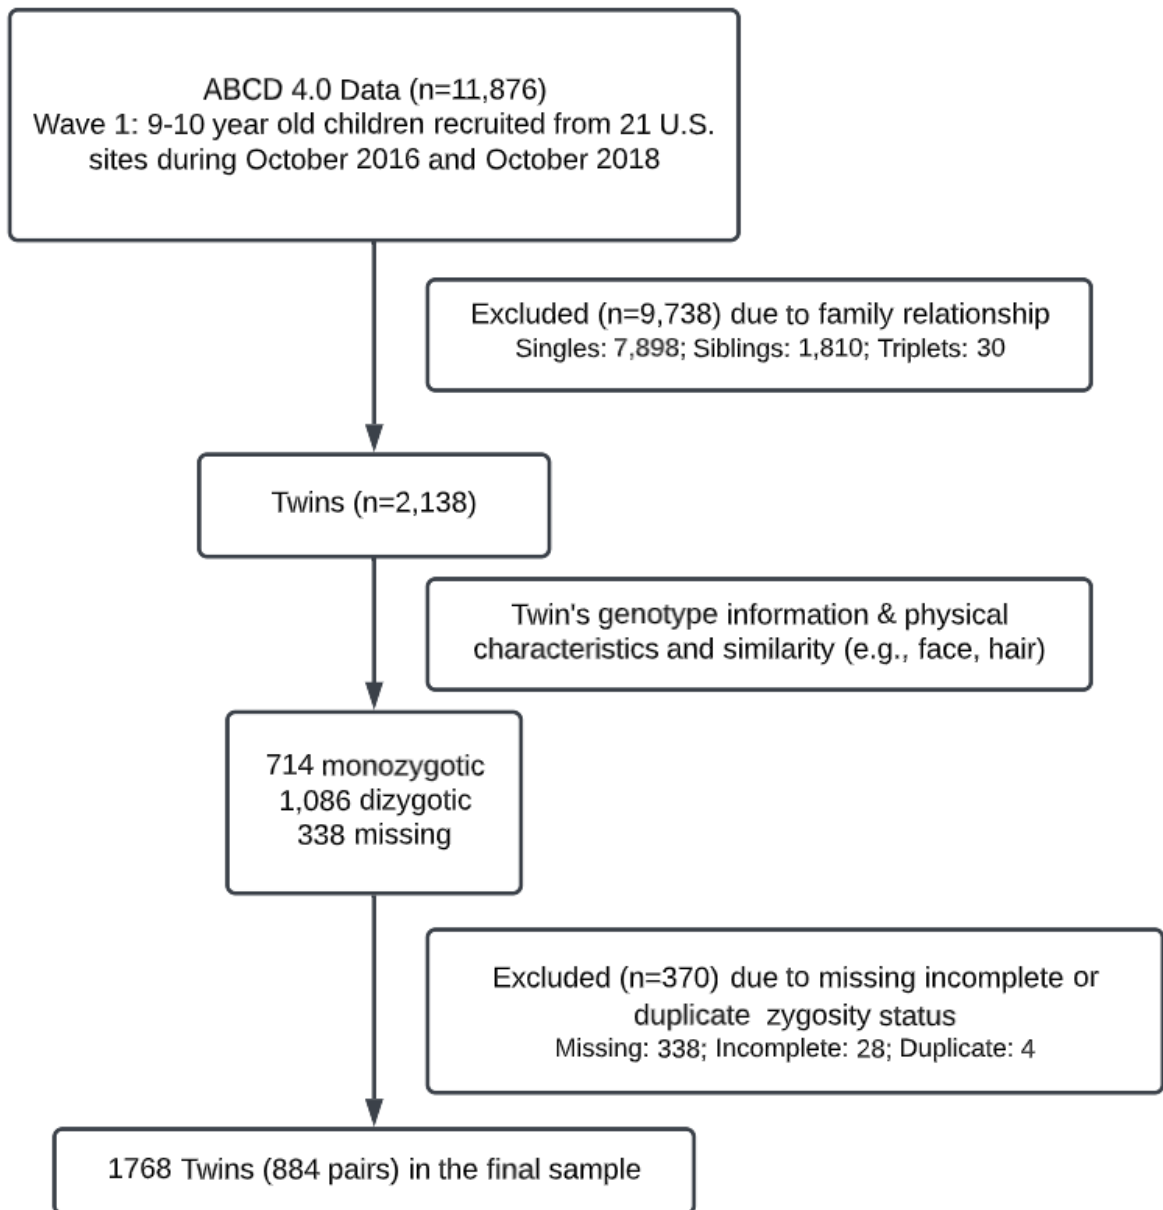 ABCD 4.0 Data (n=11,876)
Wave 1: 9-10 year old children recruited from 21 U.S.
sites during October 2016 and October 2018
Excluded (n=9,738) due to family relationship
Singles: 7,898; Siblings: 1,810; Triplets: 30
Twins (n=2,138)
Twin's genotype information & physical
characteristics and similarity (e.g., face, hair)
714 monozygotic
1,086 dizygotic
338 missing
Excluded (n=370) due to missing incomplete or
duplicate zygosity status
Missing: 338; Incomplete: 28; Duplicate: 4
1768 Twins (884 pairs) in the final sample